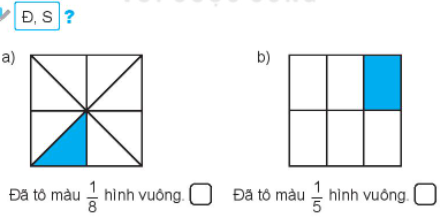 Đ, S ?
a)
b)
Đã tô màu 1/8 hình vuông.
Đã tô màu 1/5 hình vuông.